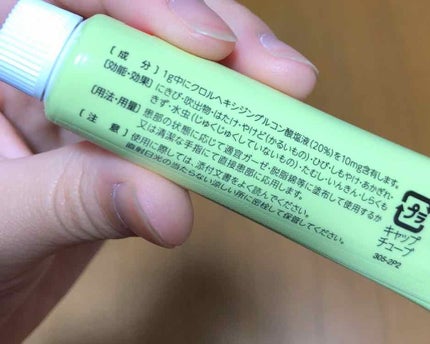 〔成分〕 1g中にクロルヘキシジングルコン酸塩液(20%)を10mg含有します。
〔効能・効果〕 にきび・吹出物・はたけ・やけど(かるいもの)・ひび・しもやけ・あかぎれ・
きず・水虫(じゅくじゅくしていないもの)・たむし・いんきん・しらくも
〔用法・用量〕 患部の状態に応じて適宜ガーゼ・脱脂綿等に塗布して使用するか
又は清潔な手指にて直接患部に応用します。
〔注意〕 使用に際しては、添付文書をよく読んでください。
直射日光の当たらない涼しい所に密栓して保管してください。
プラ
キャップ
チューブ
305-2P2